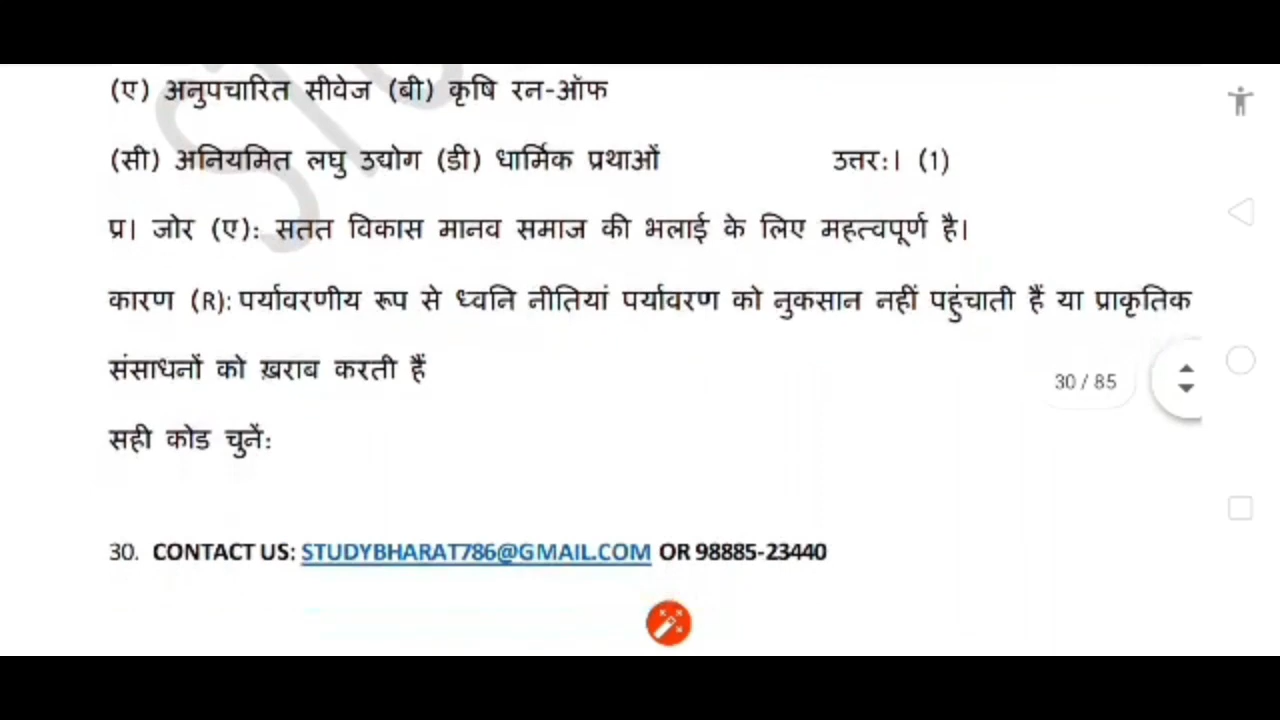 (ए) अनुपचारित सीवेज (बी) कृषि रन-ऑफ
(सी) अनियमित लघु उद्योग (डी) धार्मिक प्रथाओं उत्तर:। (1)
प्र। जोर (ए): सतत विकास मानव समाज की भलाई के लिए महत्वपूर्ण है।
कारण (R): पर्यावरणीय रूप से ध्वनि नीतियां पर्यावरण को नुकसान नहीं पहुंचाती हैं या प्राकृतिक
संसाधनों को ख़राब करती हैं
30 / 85
सही कोड चुनें:
30. CONTACT US: STUDYBHARAT786@GMAIL.COM OR 98885-23440